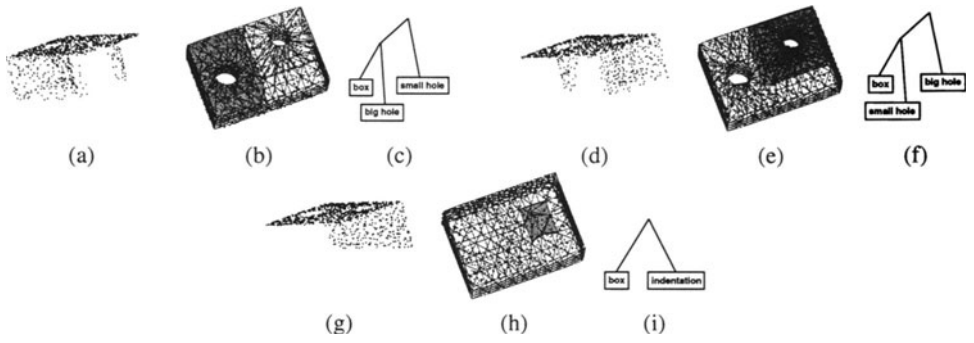 box
big hole
small hole
(a)
(b)
(c)
box
small hole
big hole
(d)
(e)
(f)
box
indentation
(g)
(h)
(i)